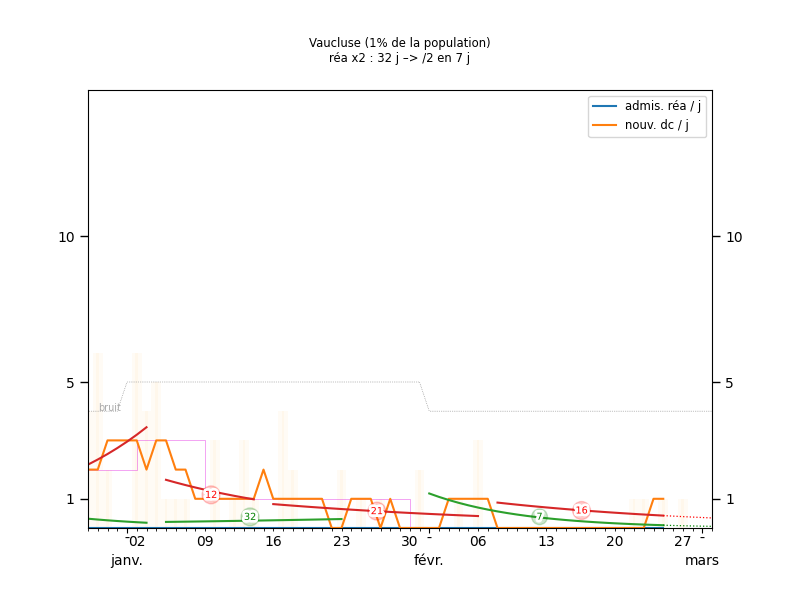 Vaucluse (1% de la population)
réa x2 : 32 j –> /2 en 7 j
admis. réa / j
nouv. dc / j
10 10
5 5
bruit
1 1
12 32 21 7 16
02 09 16 23 30 06 13 20 27
janv. févr. mars